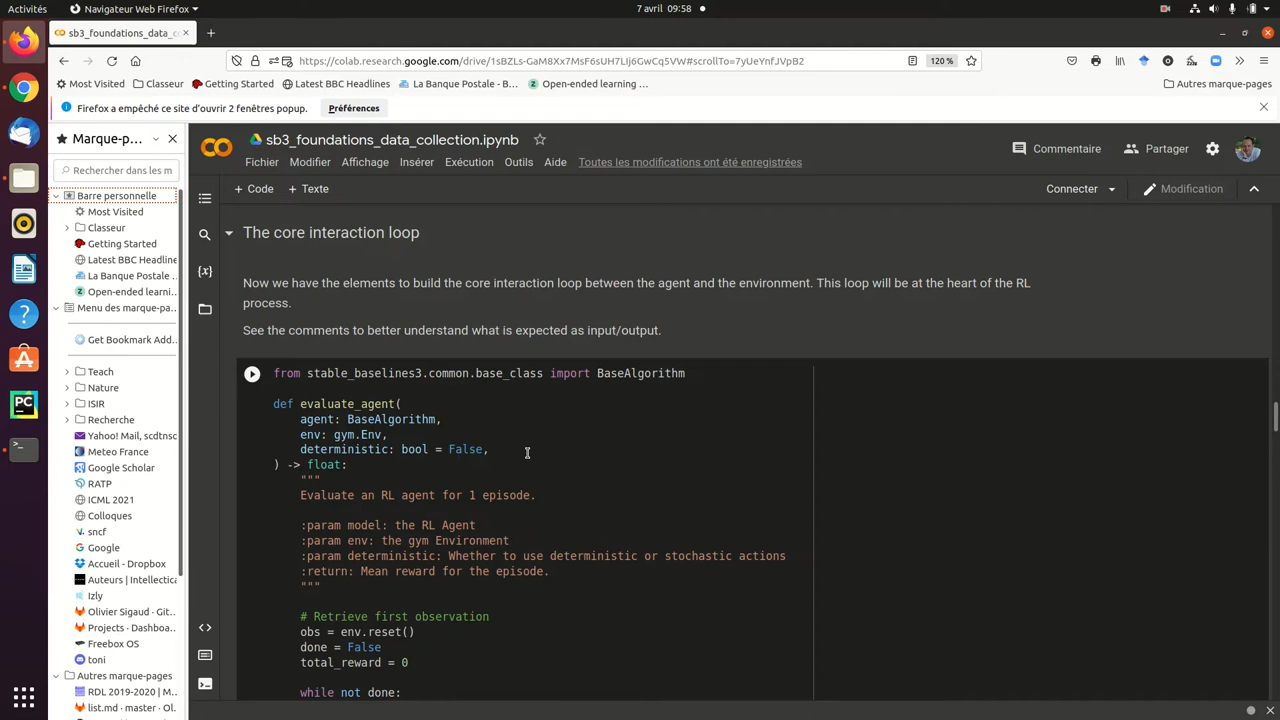 Activités
Navigateur Web Firefox
7 avril 09:58
sb3_foundations_data_c
https://colab.research.google.com/drive/1sBZLs-GaM8Xx7MsF6sUH7LIj6GwCq5VW#scrollTo=7yUeYnfJVpB2
120 %
Most Visited
Classeur
Getting Started
Latest BBC Headlines
La Banque Postale - B…
Open-ended learning …
Autres marque-pages
Firefox a empêché ce site d'ouvrir 2 fenêtres popup.
Préférences
Marque-p…
Rechercher dans les m
Barre personnelle
Most Visited
Classeur
Getting Started
Latest BBC Headline
La Banque Postale …
Open-ended learni…
Menu des marque-pa…
Get Bookmark Add…
Teach
Nature
ISIR
Recherche
Yahoo! Mail, scdtnsc…
Meteo France
Google Scholar
RATP
ICML 2021
Colloques
sncf
Google
Accueil - Dropbox
Auteurs | Intellectica
Izly
Olivier Sigaud · Git…
Projects · Dashboa…
Freebox OS
toni
Autres marque-pages
RDL 2019-2020 | M…
list.md · master · mast…
sb3_foundations_data_collection.ipynb
Fichier
Modifier
Affichage
Insérer
Exécution
Outils
Aide
Toutes les modifications ont été enregistrées
Commentaire
Partager
+ Code
+ Texte
Connecter
Modification
The core interaction loop
Now we have the elements to build the core interaction loop between the agent and the environment. This loop will be at the heart of the RL
process.
See the comments to better understand what is expected as input/output.
from stable_baselines3.common.base_class import BaseAlgorithm
def evaluate_agent(
agent: BaseAlgorithm,
env: gym.Env,
deterministic: bool = False,
) -> float:
"""
Evaluate an RL agent for 1 episode.
:param model: the RL Agent
:param env: the gym Environment
:param deterministic: Whether to use deterministic or stochastic actions
:return: Mean reward for the episode.
"""
# Retrieve first observation
obs = env.reset()
done = False
total_reward = 0
while not done: